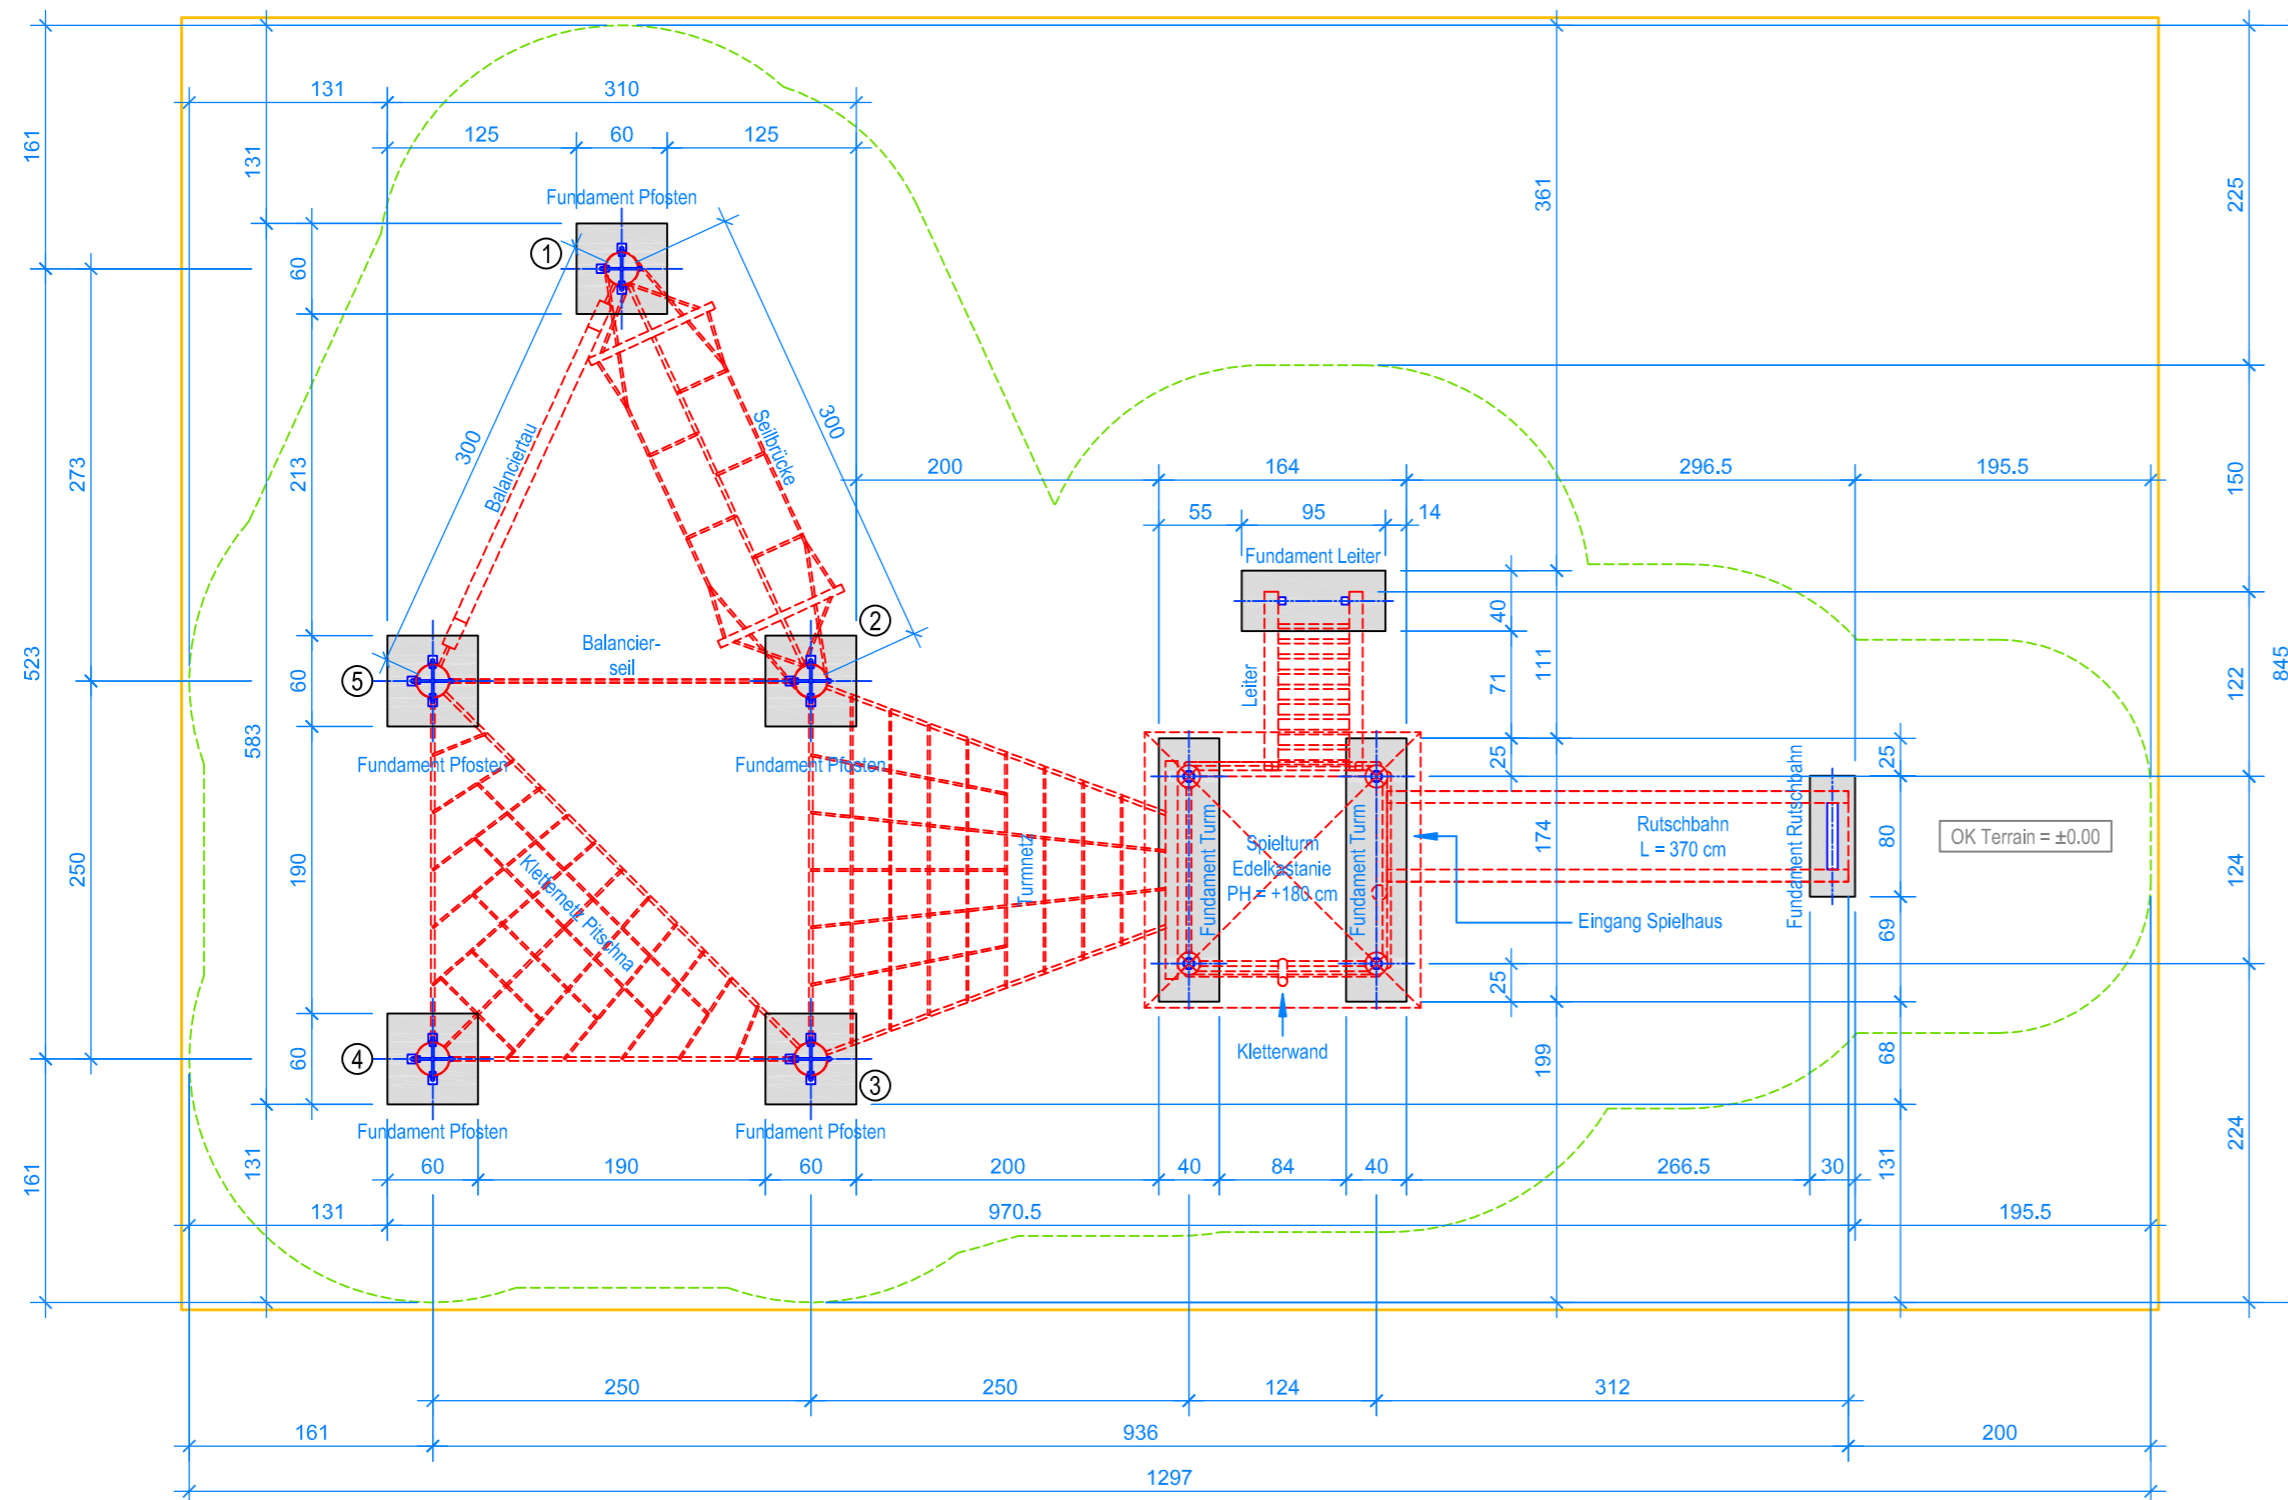 131
310
125
60
125
161
131
361
225
Fundament Pfosten
1
60
300
Balanciertau
Seilbrücke
300
273
213
200
164
296.5
195.5
150
55
95
14
Fundament Leiter
40
2
Balancier-
seil
5
60
523
583
Leiter
71
111
122
845
Fundament Pfosten
Fundament Pfosten
25
25
250
190
Kletternetz Pitschna
Turmnetz
Fundament Turm
Spielturm
Edelkastanie
PH = +180 cm
Fundament Turm
174
Rutschbahn
L = 370 cm
Fundament Rutschbahn
80
OK Terrain = ±0.00
124
Eingang Spielhaus
69
25
4
60
3
Kletterwand
199
68
Fundament Pfosten
Fundament Pfosten
161
131
60
190
60
200
40
84
40
266.5
30
131
224
131
970.5
195.5
250
250
124
312
161
936
200
1297